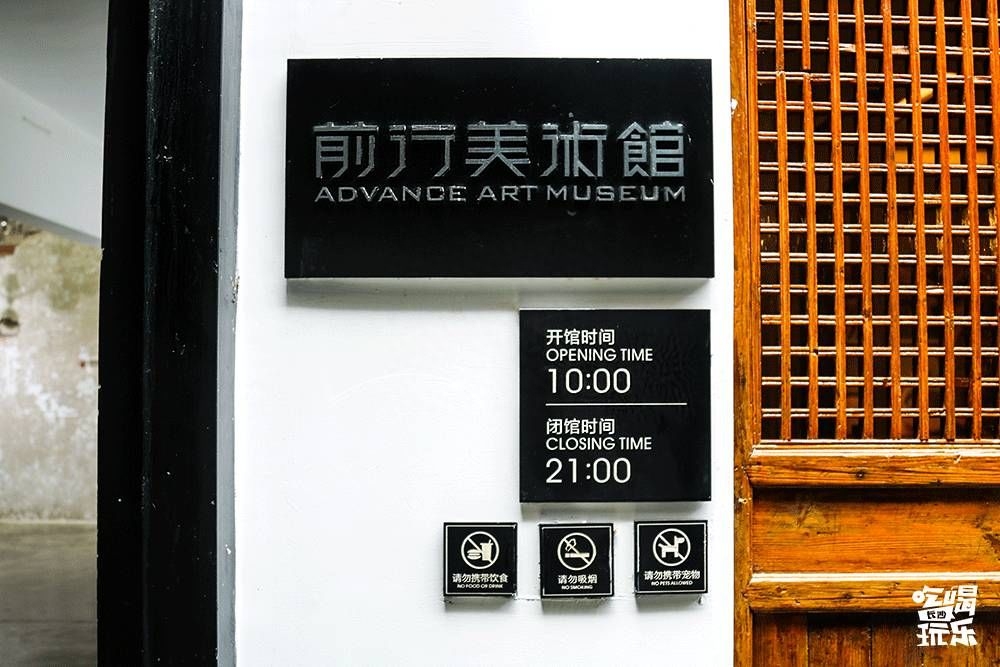 前行美術館
ADVANCE ART MUSEUM
开馆时间
OPENING TIME
10:00
闭馆时间
CLOSING TIME
21:00
请勿携带饮食
NO FOOD OR DRINK
请勿吸烟
NO SMOKING
请勿携带宠物
NO PETS ALLOWED
吃喝
玩乐